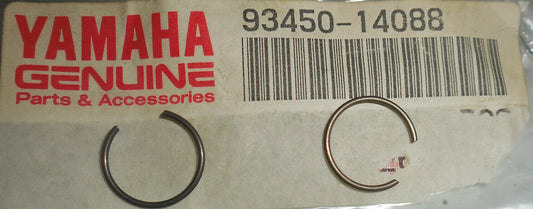 YAMAHA 93450-14088
GENUINE
Parts & Accessories